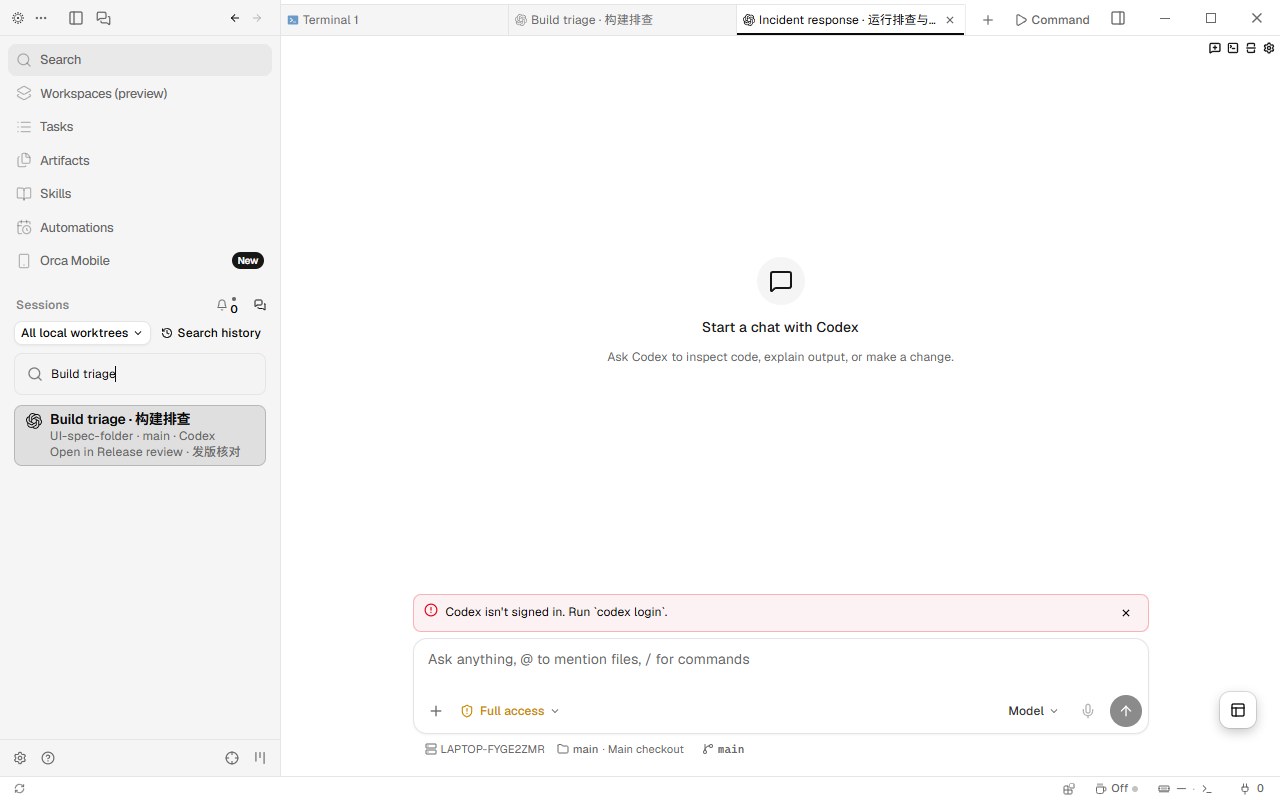 Terminal 1
Build triage · 构建排查
Incident response · 运行排查与…
Command
Search
Workspaces (preview)
Tasks
Artifacts
Skills
Automations
Orca Mobile
New
Sessions
0
All local worktrees
Search history
Build triage
Build triage · 构建排查
UI-spec-folder · main · Codex
Open in Release review · 发版核对
Start a chat with Codex
Ask Codex to inspect code, explain output, or make a change.
Codex isn't signed in. Run `codex login`.
Ask anything, @ to mention files, / for commands
Full access
Model
LAPTOP-FYGE2ZMR
main · Main checkout
main
Off
— ·
0